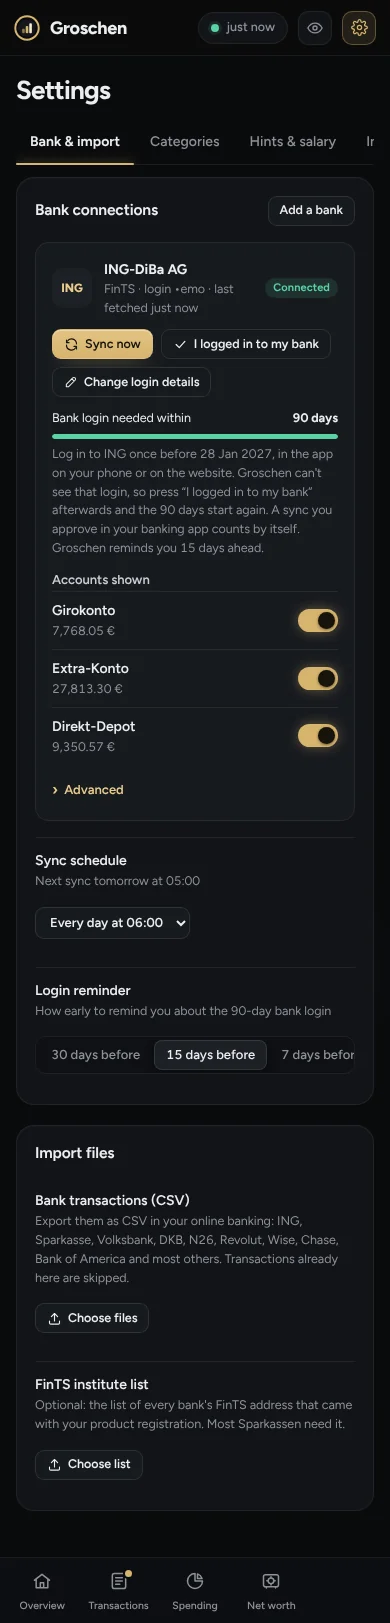 Groschen
just now
Settings
Bank & import
Categories
Hints & salary
Bank connections
Add a bank
ING
ING-DiBa AG
FinTS · login •emo · last
fetched just now
Connected
Sync now
I logged in to my bank
Change login details
Bank login needed within
90 days
Log in to ING once before 28 Jan 2027, in the app
on your phone or on the website. Groschen can't
see that login, so press “I logged in to my bank”
afterwards and the 90 days start again. A sync you
approve in your banking app counts by itself.
Groschen reminds you 15 days ahead.
Accounts shown
Girokonto
7,768.05 €
Extra-Konto
27,813.30 €
Direkt-Depot
9,350.57 €
› Advanced
Sync schedule
Next sync tomorrow at 05:00
Every day at 06:00
Login reminder
How early to remind you about the 90-day bank login
30 days before
15 days before
7 days befor
Import files
Bank transactions (CSV)
Export them as CSV in your online banking: ING,
Sparkasse, Volksbank, DKB, N26, Revolut, Wise, Chase,
Bank of America and most others. Transactions already
here are skipped.
Choose files
FinTS institute list
Optional: the list of every bank's FinTS address that came
with your product registration. Most Sparkassen need it.
Choose list
Overview
Transactions
Spending
Net worth